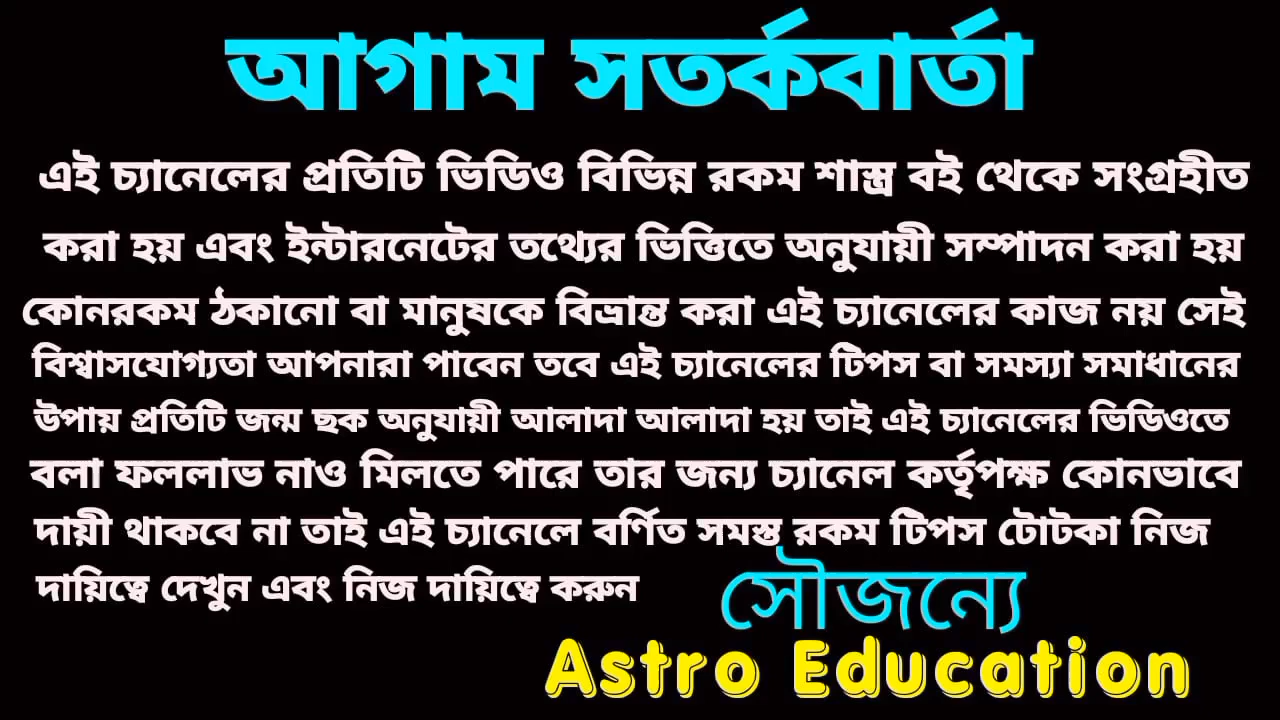 আগাম সতর্কবার্তা
এই চ্যানেলের প্রতিটি ভিডিও বিভিন্ন রকম শাস্ত্র বই থেকে সংগ্রহীত
করা হয় এবং ইন্টারনেটের তথ্যের ভিত্তিতে অনুযায়ী সম্পাদন করা হয়
কোনরকম ঠকানো বা মানুষকে বিভ্রান্ত করা এই চ্যানেলের কাজ নয় সেই
বিশ্বাসযোগ্যতা আপনারা পাবেন তবে এই চ্যানেলের টিপস বা সমস্যা সমাধানের
উপায় প্রতিটি জন্ম ছক অনুযায়ী আলাদা আলাদা হয় তাই এই চ্যানেলের ভিডিওতে
বলা ফললাভ নাও মিলতে পারে তার জন্য চ্যানেল কর্তৃপক্ষ কোনভাবে
দায়ী থাকবে না তাই এই চ্যানেলে বর্ণিত সমস্ত রকম টিপস টোটকা নিজ
দায়িত্বে দেখুন এবং নিজ দায়িত্বে করুন
সৌজন্যে
Astro Education